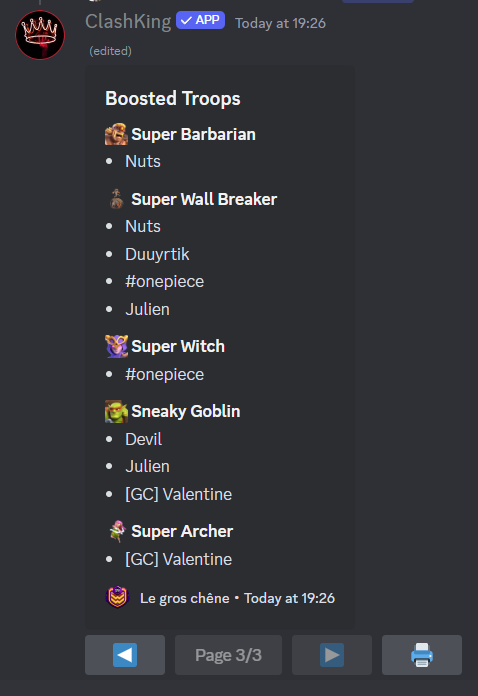 ClashKing ✓ APP Today at 19:26
(edited)
Boosted Troops
Super Barbarian
• Nuts
Super Wall Breaker
• Nuts
• Duuyrtik
• #onepiece
• Julien
Super Witch
• #onepiece
Sneaky Goblin
• Devil
• Julien
• [GC] Valentine
Super Archer
• [GC] Valentine
Le gros chêne • Today at 19:26
Page 3/3